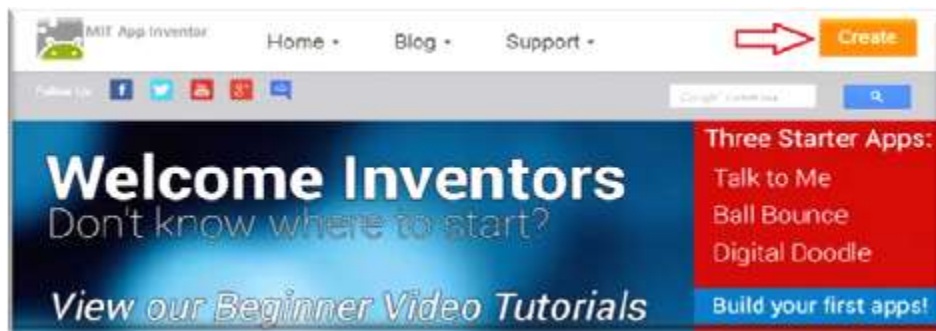 MIT App Inventor
Home
Blog
Support
Create
Follow Us:
Welcome Inventors
Don't know where to start?
View our Beginner Video Tutorials
Three Starter Apps:
Talk to Me
Ball Bounce
Digital Doodle
Build your first apps!